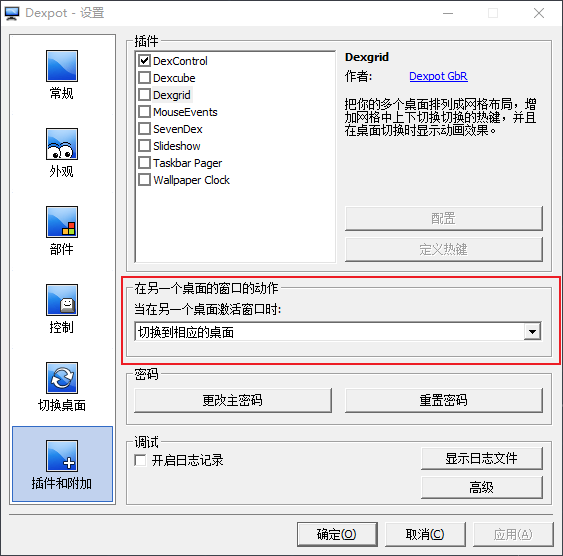 Dexpot - 设置
常规
外观
部件
控制
切换桌面
插件和附加
插件
DexControl
Dexcube
Dexgrid
MouseEvents
SevenDex
Slideshow
Taskbar Pager
Wallpaper Clock
Dexgrid
作者: Dexpot GbR
把你的多个桌面排列成网格布局，增
加网格中上下切换切换的热键，并且
在桌面切换时显示动画效果。
配置
定义热键
在另一个桌面的窗口的动作
当在另一个桌面激活窗口时:
切换到相应的桌面
密码
更改主密码
重置密码
调试
开启日志记录
显示日志文件
高级
确定(O)
取消(C)
应用(A)